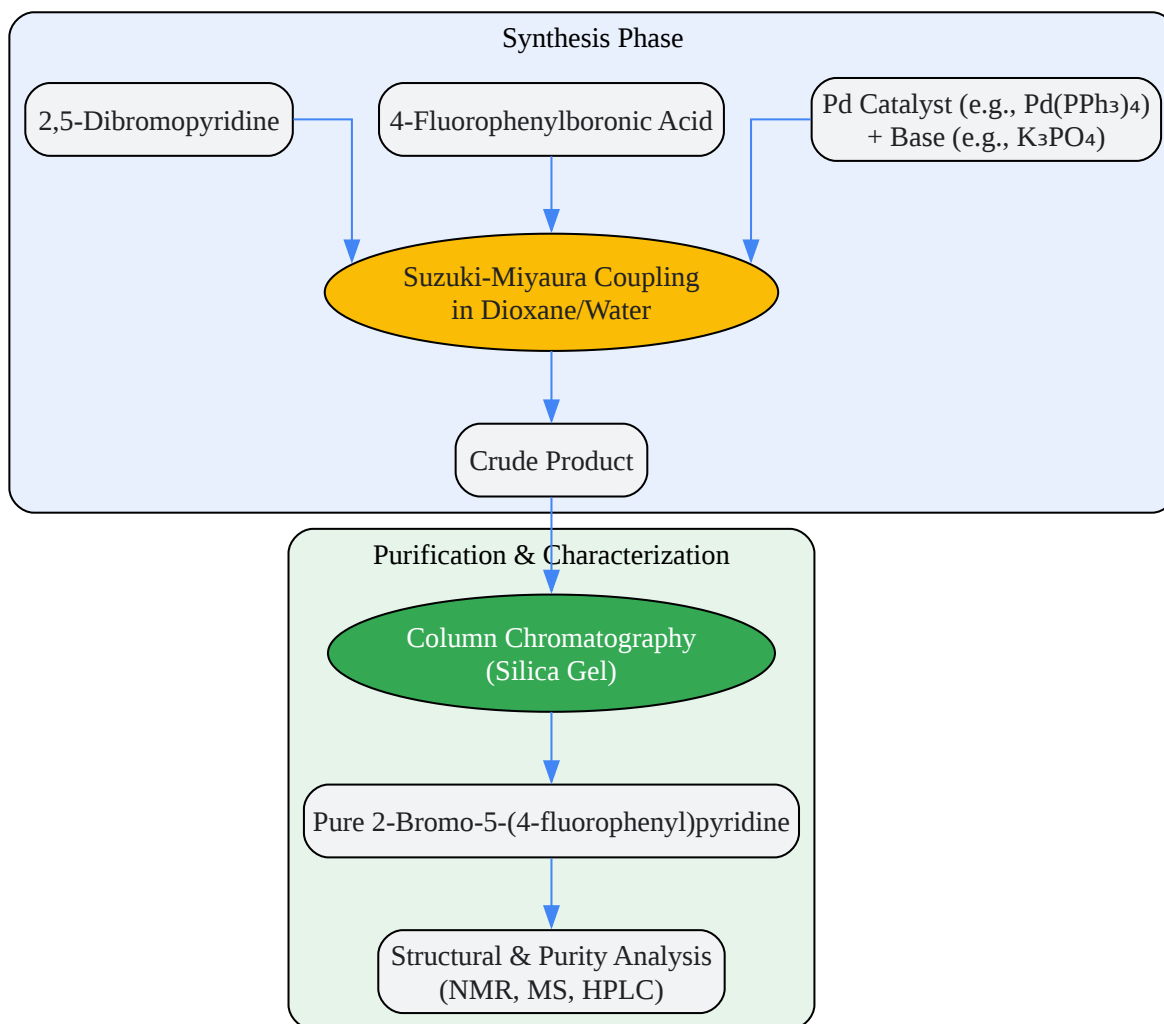 Synthesis Phase
2,5-Dibromopyridine
4-Fluorophenylboronic Acid
Pd Catalyst (e.g., Pd(PPh₃)₄)
+ Base (e.g., K₃PO₄)
Suzuki-Miyaura Coupling
in Dioxane/Water
Crude Product
Purification & Characterization
Column Chromatography
(Silica Gel)
Pure 2-Bromo-5-(4-fluorophenyl)pyridine
Structural & Purity Analysis
(NMR, MS, HPLC)